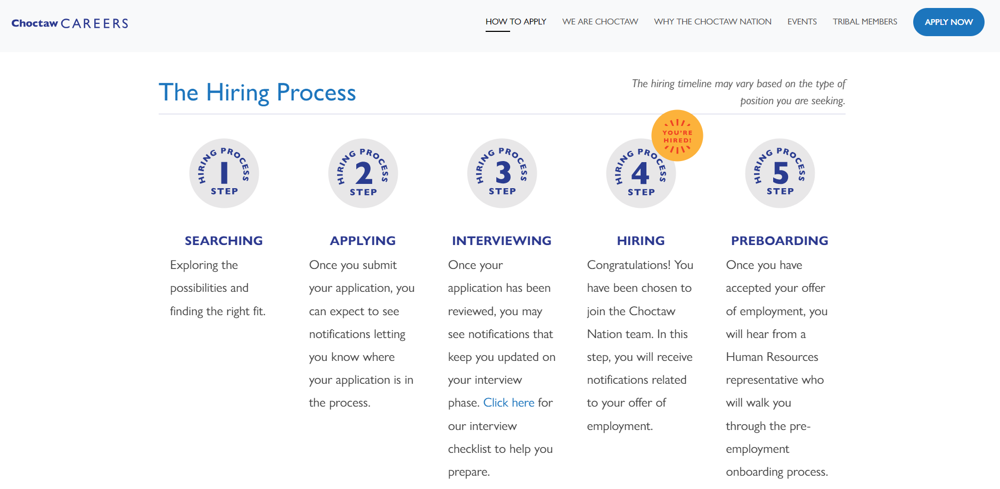 Choctaw CAREERS
HOW TO APPLY
WE ARE CHOCTAW
WHY THE CHOCTAW NATION
EVENTS
TRIBAL MEMBERS
APPLY NOW
The Hiring Process
The hiring timeline may vary based on the type of
position you are seeking.
HIRING PROCESS
1
STEP
SEARCHING
Exploring the
possibilities and
finding the right fit.
HIRING PROCESS
2
STEP
APPLYING
Once you submit
your application, you
can expect to see
notifications letting
you know where
your application is in
the process.
HIRING PROCESS
3
STEP
INTERVIEWING
Once your
application has been
reviewed, you may
see notifications that
keep you updated on
your interview
phase. Click here for
our interview
checklist to help you
prepare.
YOU'RE
HIRED!
HIRING PROCESS
4
STEP
HIRING
Congratulations! You
have been chosen to
join the Choctaw
Nation team. In this
step, you will receive
notifications related
to your offer of
employment.
HIRING PROCESS
5
STEP
PREBOARDING
Once you have
accepted your offer
of employment, you
will hear from a
Human Resources
representative who
will walk you
through the pre-
employment
onboarding process.